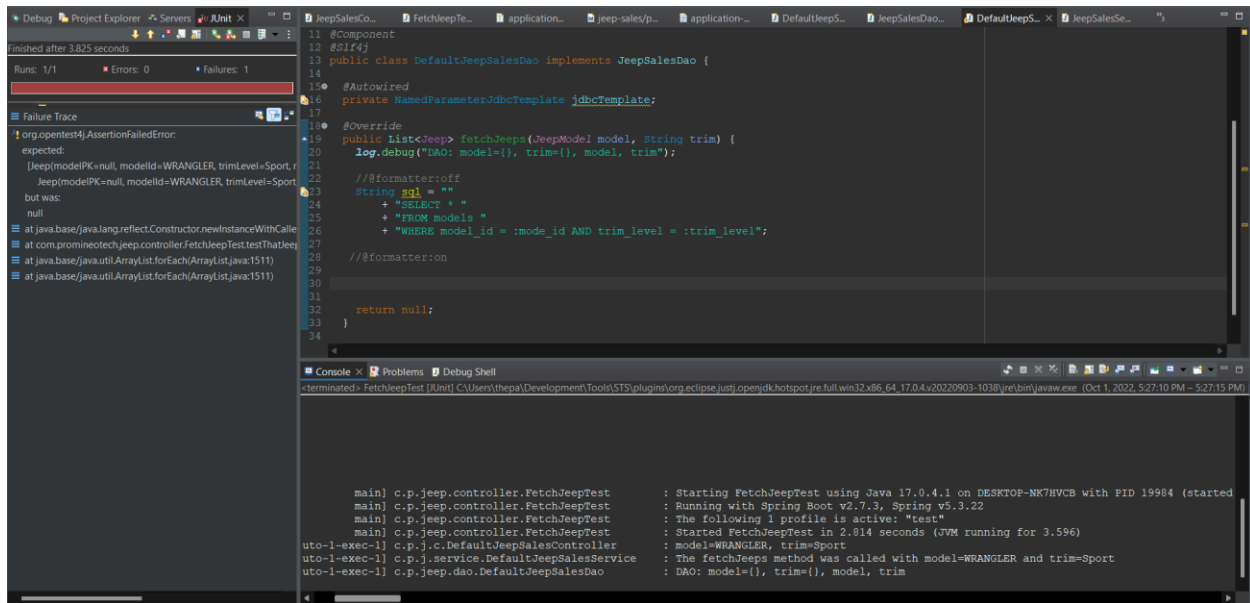 Debug Project Explorer Servers JUnit
Finished after 3.825 seconds
Runs: 1/1 Errors: 0 Failures: 1
Failure Trace
org.opentest4j.AssertionFailedError:
expected:
[Jeep(modelPK=null, modelId=WRANGLER, trimLevel=Sport, r
Jeep(modelPK=null, modelId=WRANGLER, trimLevel=Sport
but was:
null
at java.base/java.lang.reflect.Constructor.newInstanceWithCalle
at com.promineotech.jeep.controller.FetchJeepTest.testThatJeep
at java.base/java.util.ArrayList.forEach(ArrayList.java:1511)
at java.base/java.util.ArrayList.forEach(ArrayList.java:1511)
JeepSalesCo... FetchJeepTe... application... jeep-sales/p... application-... DefaultJeepS... JeepSalesDao... DefaultJeepS... JeepSalesSe...
11 @Component
12 @Slf4j
13 public class DefaultJeepSalesDao implements JeepSalesDao {
14
15 @Autowired
16 private NamedParameterJdbcTemplate jdbcTemplate;
17
18 @Override
19 public List<Jeep> fetchJeeps(JeepModel model, String trim) {
20 log.debug("DAO: model={}, trim={}, model, trim");
21
22 //@formatter:off
23 String sql = ""
24 + "SELECT * "
25 + "FROM models "
26 + "WHERE model_id = :mode_id AND trim_level = :trim_level";
27
28 //@formatter:on
29
30
31
32 return null;
33 }
34
Console Problems Debug Shell
<terminated> FetchJeepTest [JUnit] C:\Users\thepa\Development\Tools\STS\plugins\org.eclipse.justj.openjdk.hotspot.jre.full.win32.x86_64_17.0.4.v20220903-1038\jre\bin\javaw.exe (Oct 1, 2022, 5:27:10 PM – 5:27:15 PM)
main] c.p.jeep.controller.FetchJeepTest : Starting FetchJeepTest using Java 17.0.4.1 on DESKTOP-NK7HVCB with PID 19984 (started
main] c.p.jeep.controller.FetchJeepTest : Running with Spring Boot v2.7.3, Spring v5.3.22
main] c.p.jeep.controller.FetchJeepTest : The following 1 profile is active: "test"
main] c.p.jeep.controller.FetchJeepTest : Started FetchJeepTest in 2.814 seconds (JVM running for 3.596)
uto-1-exec-1] c.p.j.c.DefaultJeepSalesController : model=WRANGLER, trim=Sport
uto-1-exec-1] c.p.j.service.DefaultJeepSalesService : The fetchJeeps method was called with model=WRANGLER and trim=Sport
uto-1-exec-1] c.p.jeep.dao.DefaultJeepSalesDao : DAO: model={}, trim={}, model, trim